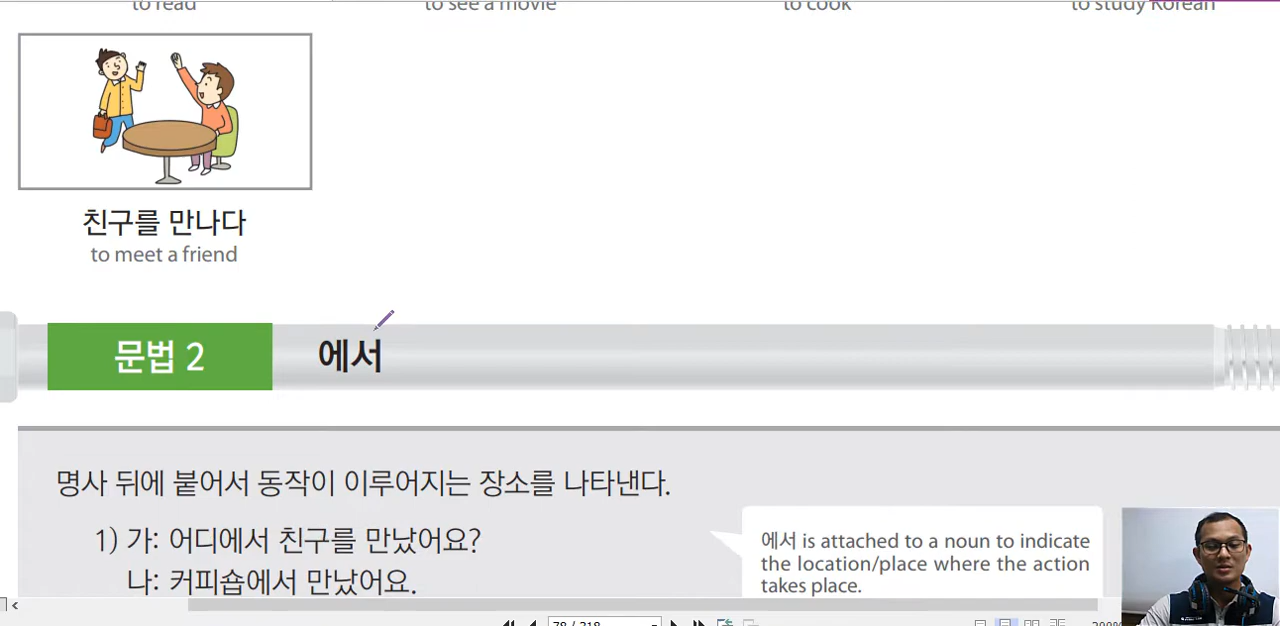 to read to see a movie to cook to study Korean
친구를 만나다
to meet a friend
문법 2 에서
명사 뒤에 붙어서 동작이 이루어지는 장소를 나타낸다.
1) 가: 어디에서 친구를 만났어요?
나: 커피숍에서 만났어요.
에서 is attached to a noun to indicate
the location/place where the action
takes place.
78 / 318